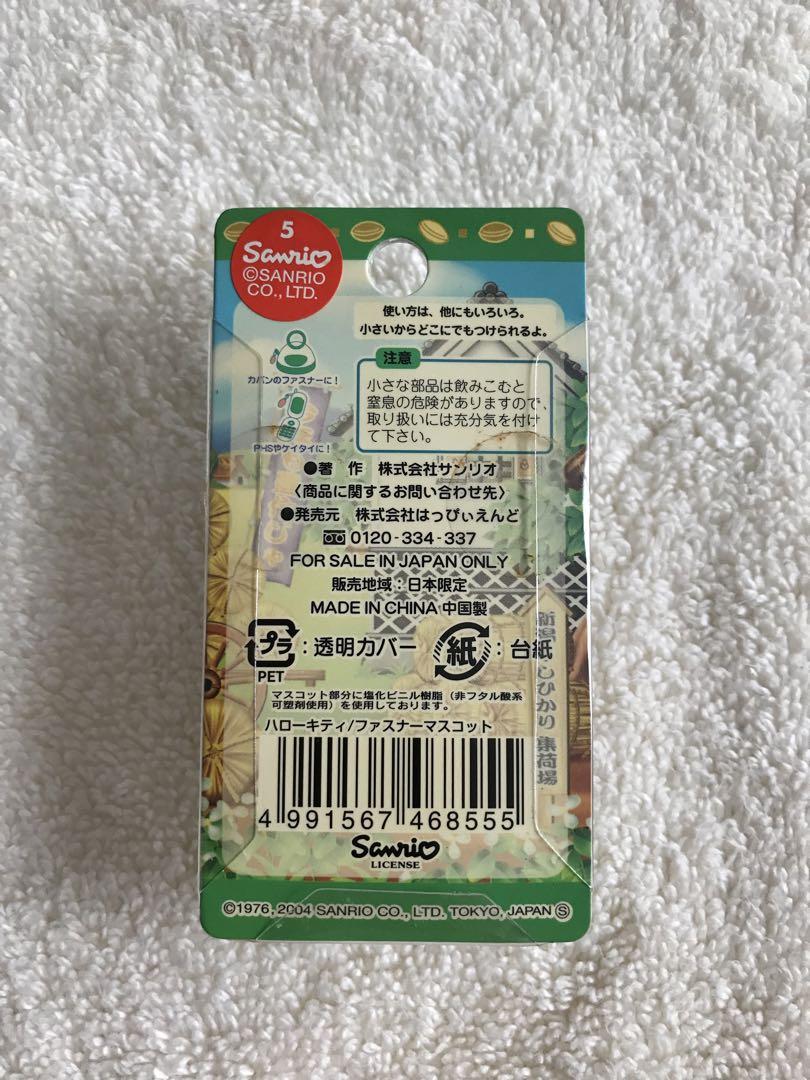 5
Sanrio
©SANRIO
CO., LTD.
使い方は、他にもいろいろ。
小さいからどこにでもつけられるよ。
カバンのファスナーに!
PHSやケイタイに!
注意
小さな部品は飲みこむと
窒息の危険がありますので、
取り扱いには充分気を付け
て下さい。
●著 作 株式会社サンリオ
〈商品に関するお問い合わせ先〉
●発売元 株式会社はっぴぃえんど
0120-334-337
FOR SALE IN JAPAN ONLY
販売地域:日本限定
MADE IN CHINA 中国製
プラ:透明カバー 紙:台紙
PET
マスコット部分に塩化ビニル樹脂(非フタル酸系
可塑剤使用)を使用しております。
ハローキティ/ファスナーマスコット
4 991567 468555
Sanrio
LICENSE
©1976, 2004 SANRIO CO., LTD. TOKYO, JAPAN Ⓢ
新潟こしひかり 集荷場